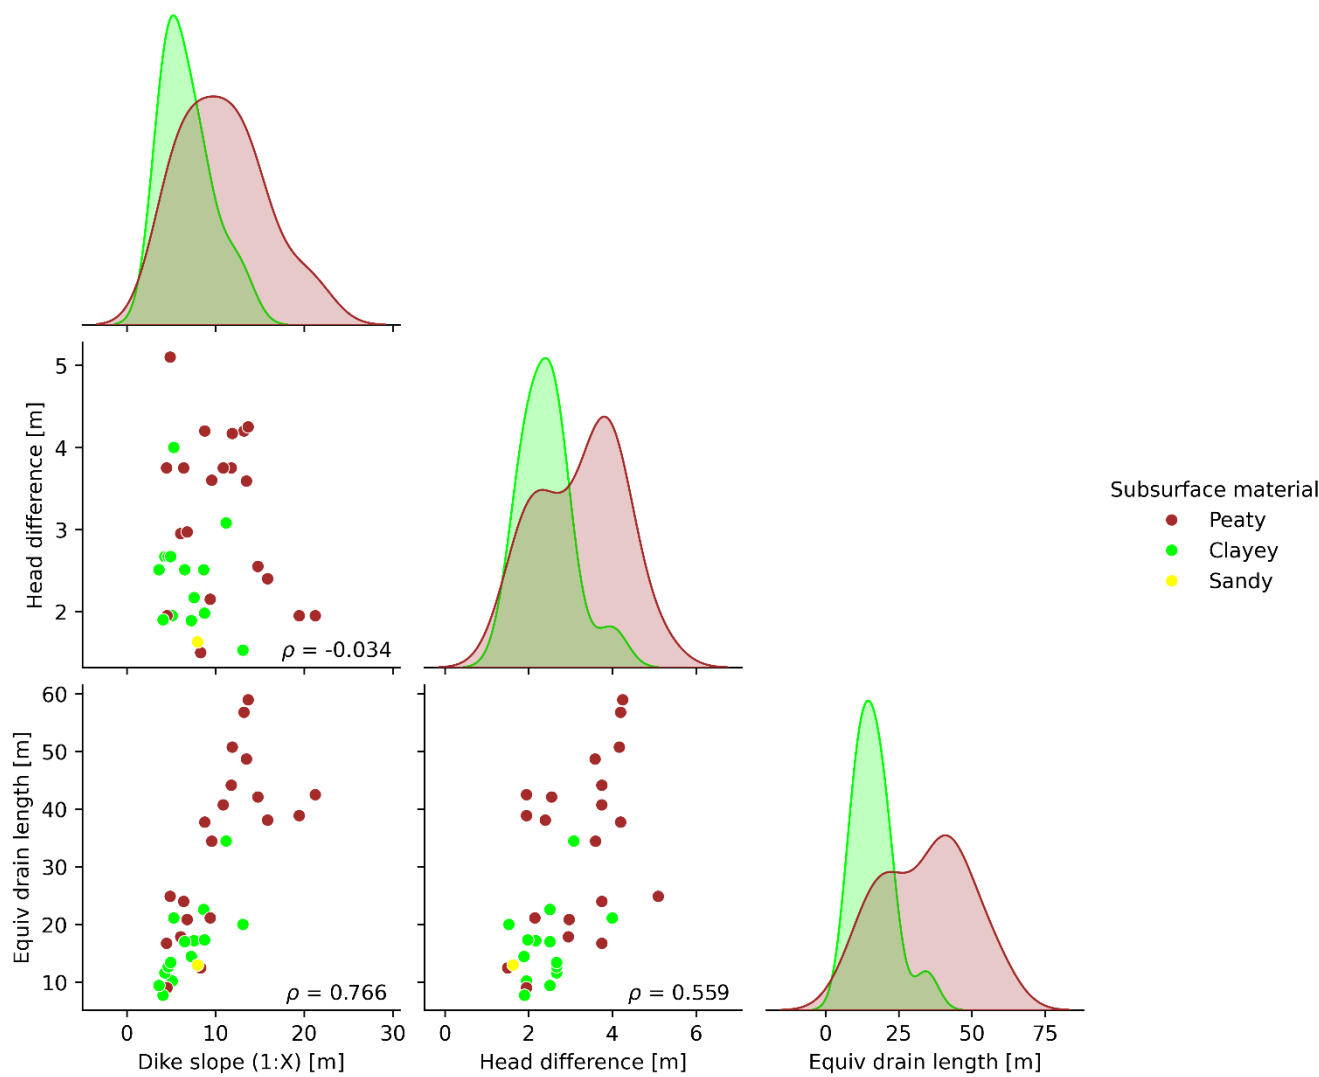 Head difference [m]
5
4
3
2
ρ = -0.034
Subsurface material
Peaty
Clayey
Sandy
Equiv drain length [m]
60
50
40
30
20
10
ρ = 0.766
ρ = 0.559
0 10 20 30
Dike slope (1:X) [m]
0 2 4 6
Head difference [m]
0 25 50 75
Equiv drain length [m]